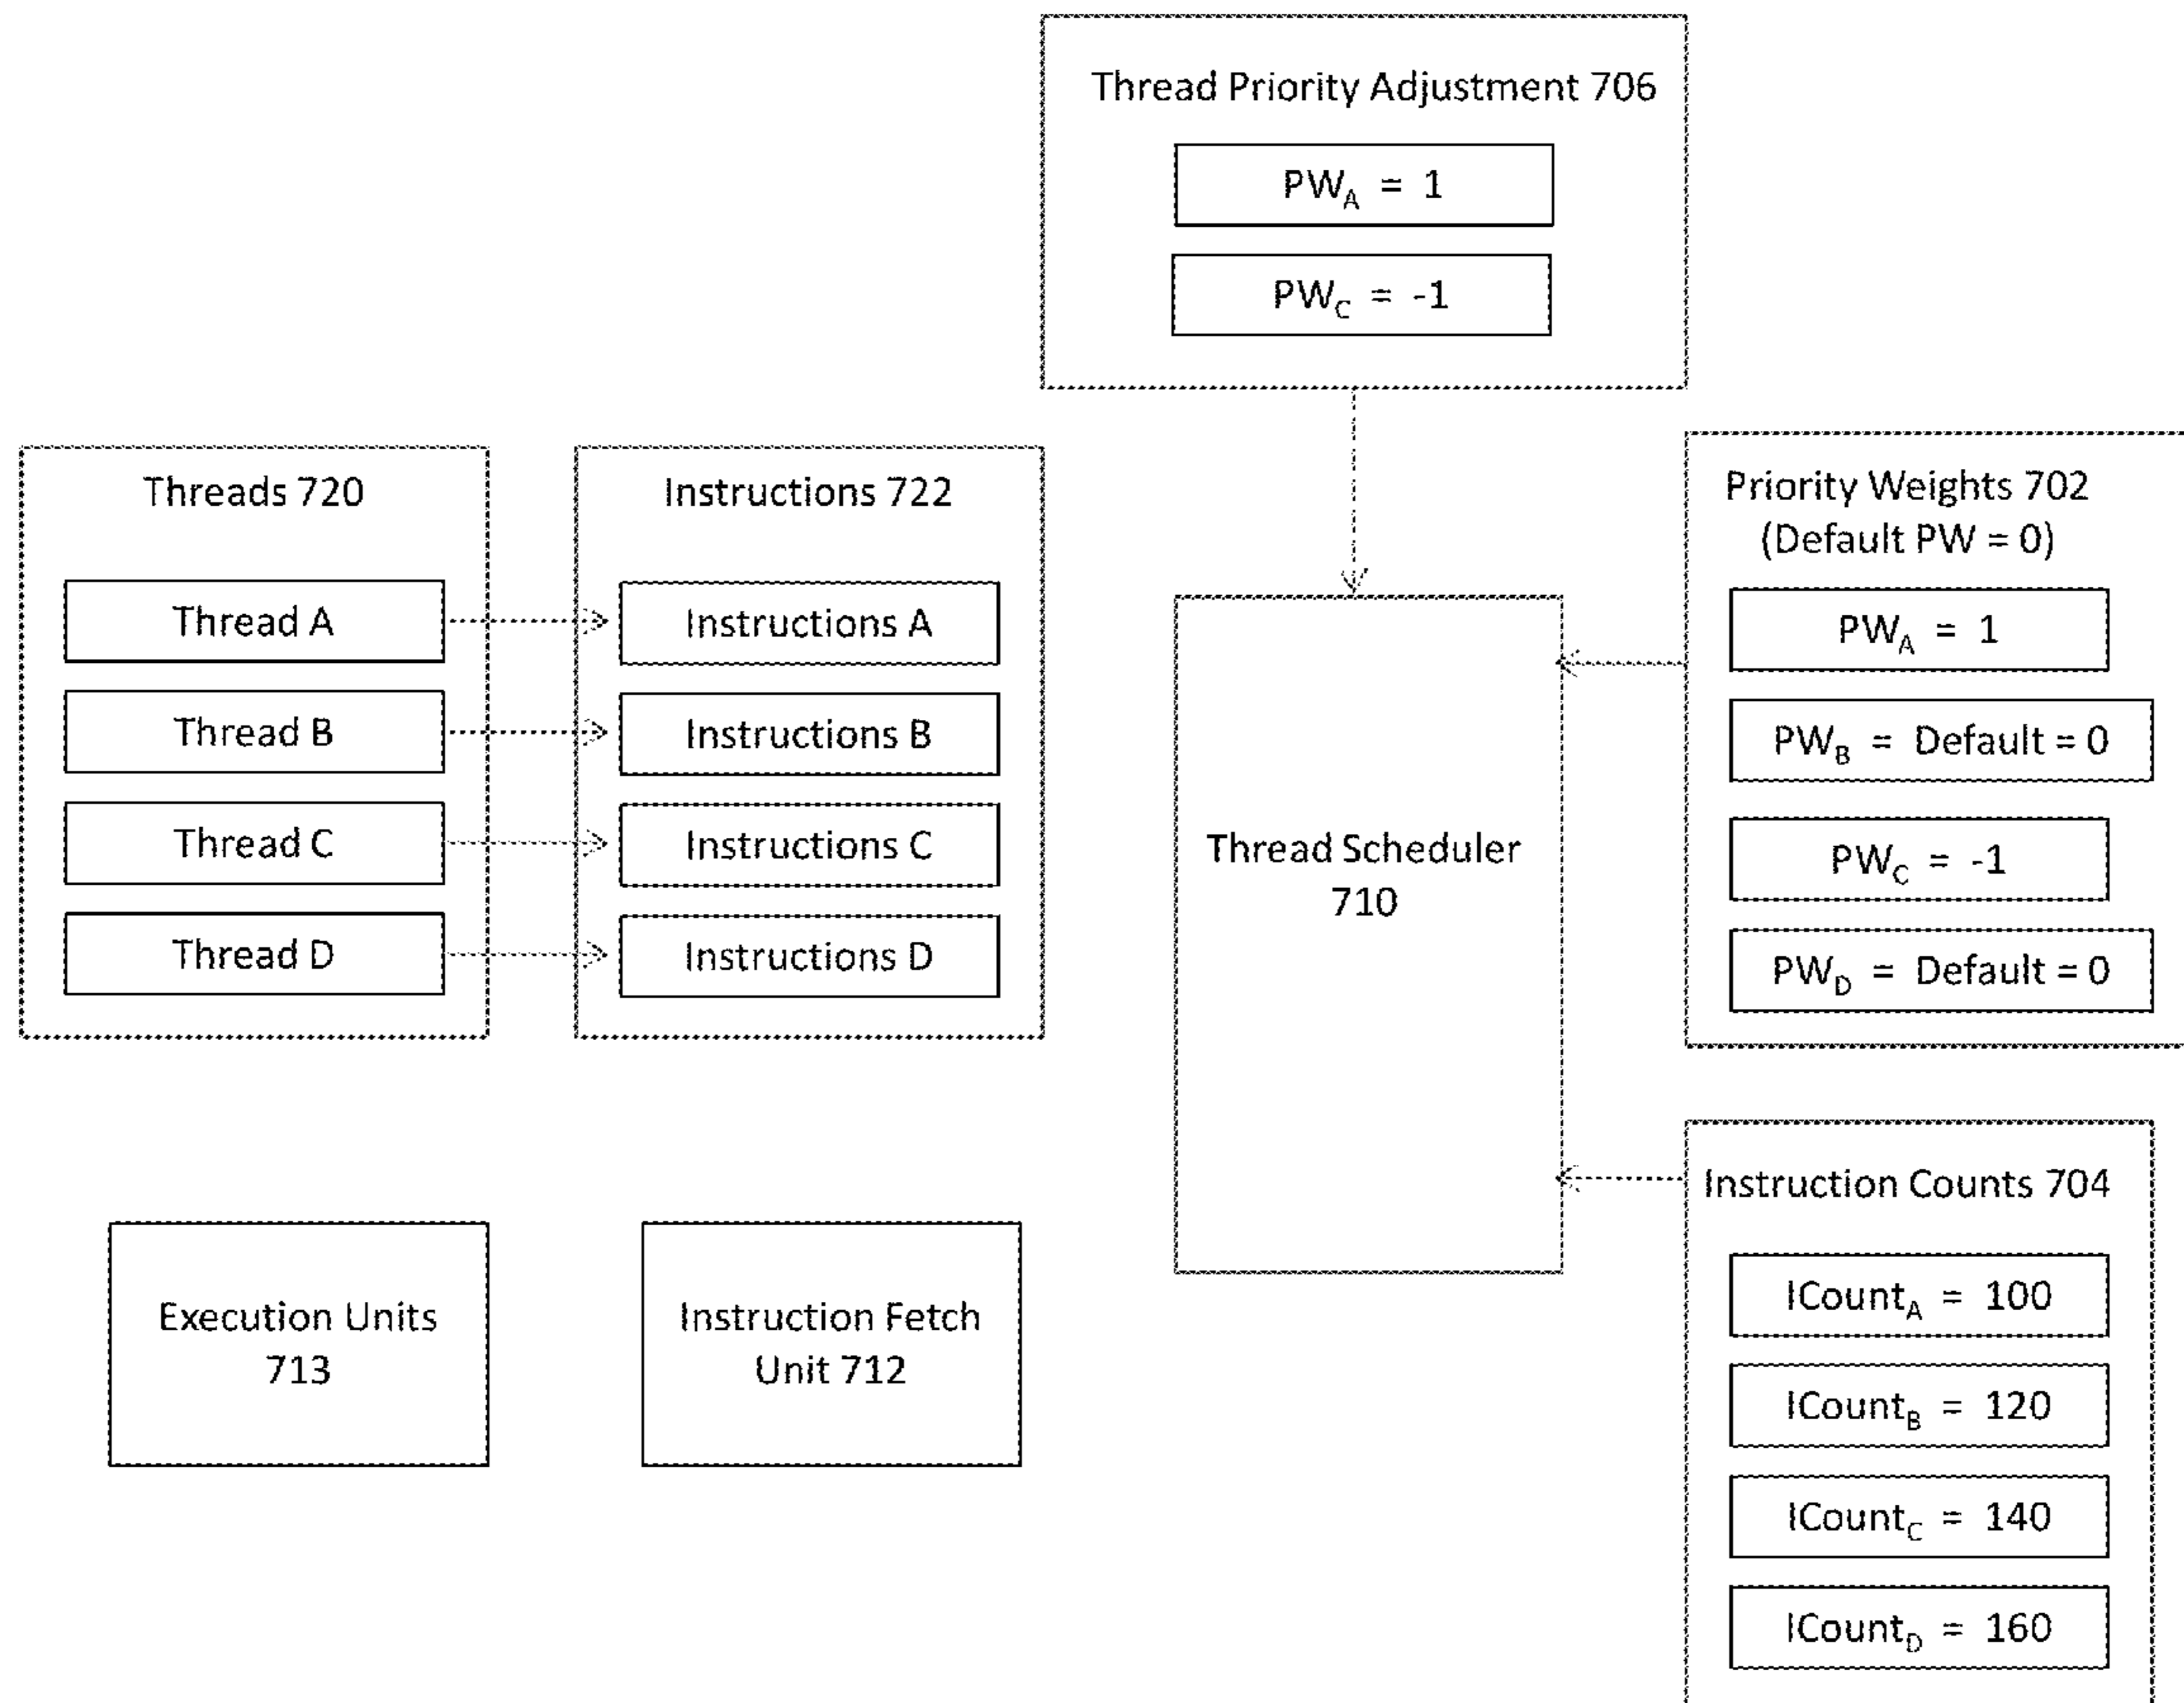 Thread Priority Adjustment 706
PWA = 1
PWC = -1
Threads 720
Thread A
Thread B
Thread C
Thread D
Instructions 722
Instructions A
Instructions B
Instructions C
Instructions D
Thread Scheduler
710
Priority Weights 702
(Default PW = 0)
PWA = 1
PWB = Default = 0
PWC = -1
PWD = Default = 0
Execution Units
713
Instruction Fetch
Unit 712
Instruction Counts 704
ICountA = 100
ICountB = 120
ICountC = 140
ICountD = 160